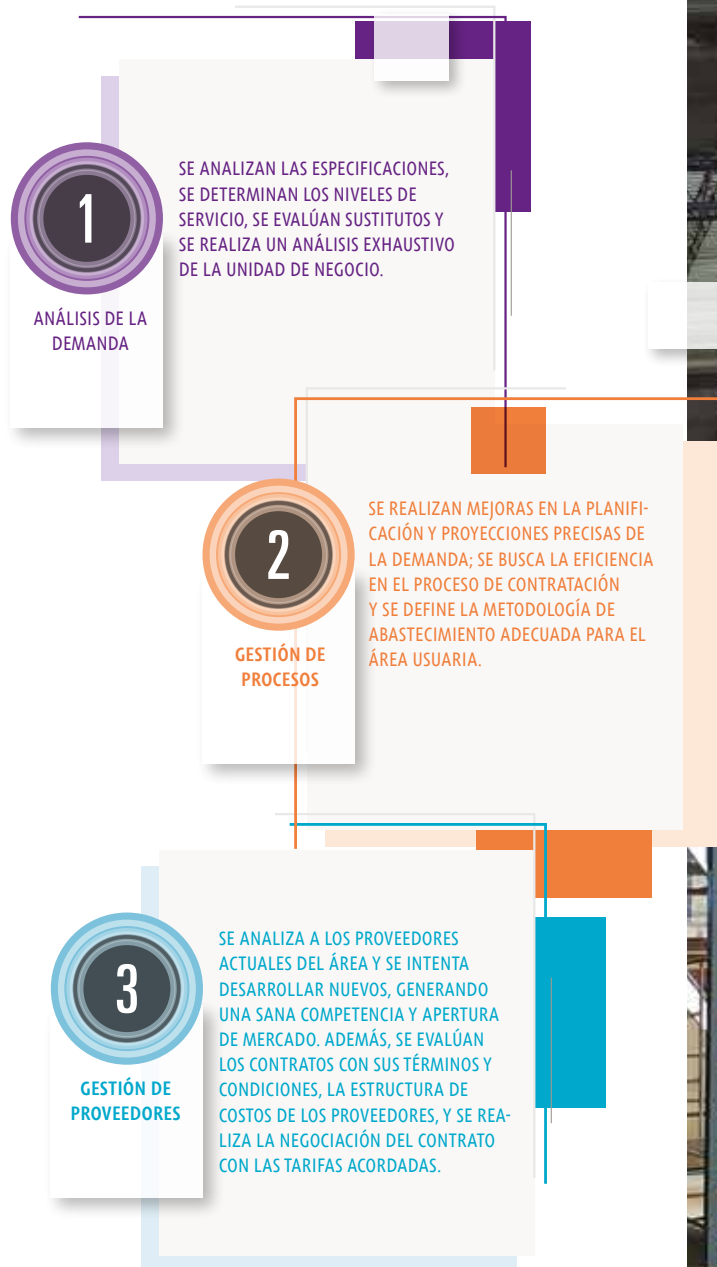 1
ANÁLISIS DE LA
DEMANDA
SE ANALIZAN LAS ESPECIFICACIONES,
SE DETERMINAN LOS NIVELES DE
SERVICIO, SE EVALÚAN SUSTITUTOS Y
SE REALIZA UN ANÁLISIS EXHAUSTIVO
DE LA UNIDAD DE NEGOCIO.
2
GESTIÓN DE
PROCESOS
SE REALIZAN MEJORAS EN LA PLANIFI-
CACIÓN Y PROYECCIONES PRECISAS DE
LA DEMANDA; SE BUSCA LA EFICIENCIA
EN EL PROCESO DE CONTRATACIÓN
Y SE DEFINE LA METODOLOGÍA DE
ABASTECIMIENTO ADECUADA PARA EL
ÁREA USUARIA.
3
GESTIÓN DE
PROVEEDORES
SE ANALIZA A LOS PROVEEDORES
ACTUALES DEL ÁREA Y SE INTENTA
DESARROLLAR NUEVOS, GENERANDO
UNA SANA COMPETENCIA Y APERTURA
DE MERCADO. ADEMÁS, SE EVALÚAN
LOS CONTRATOS CON SUS TÉRMINOS Y
CONDICIONES, LA ESTRUCTURA DE
COSTOS DE LOS PROVEEDORES, Y SE REA-
LIZA LA NEGOCIACIÓN DEL CONTRATO
CON LAS TARIFAS ACORDADAS.